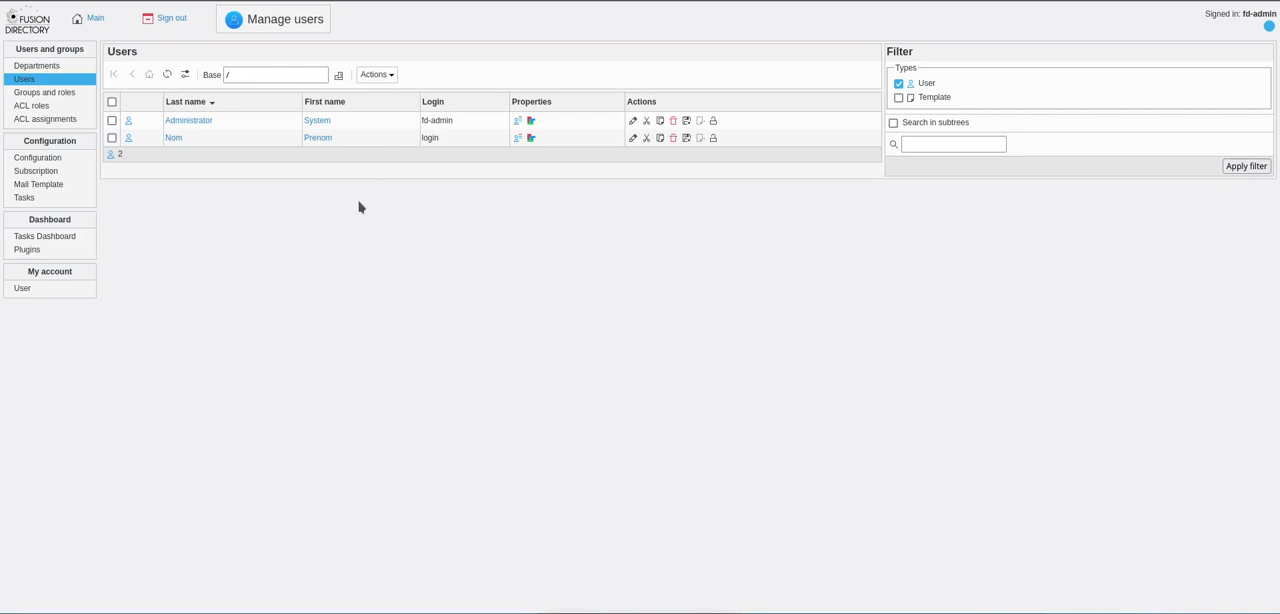 FUSION
DIRECTORY
Main
Sign out
Manage users
Signed in: fd-admin
Users and groups
Departments
Users
Groups and roles
ACL roles
ACL assignments
Configuration
Configuration
Subscription
Mail Template
Tasks
Dashboard
Tasks Dashboard
Plugins
My account
User
Users
Base / Actions
Last name First name Login Properties Actions
Administrator System fd-admin
Nom Prenom login
2
Filter
Types
User
Template
Search in subtrees
Apply filter